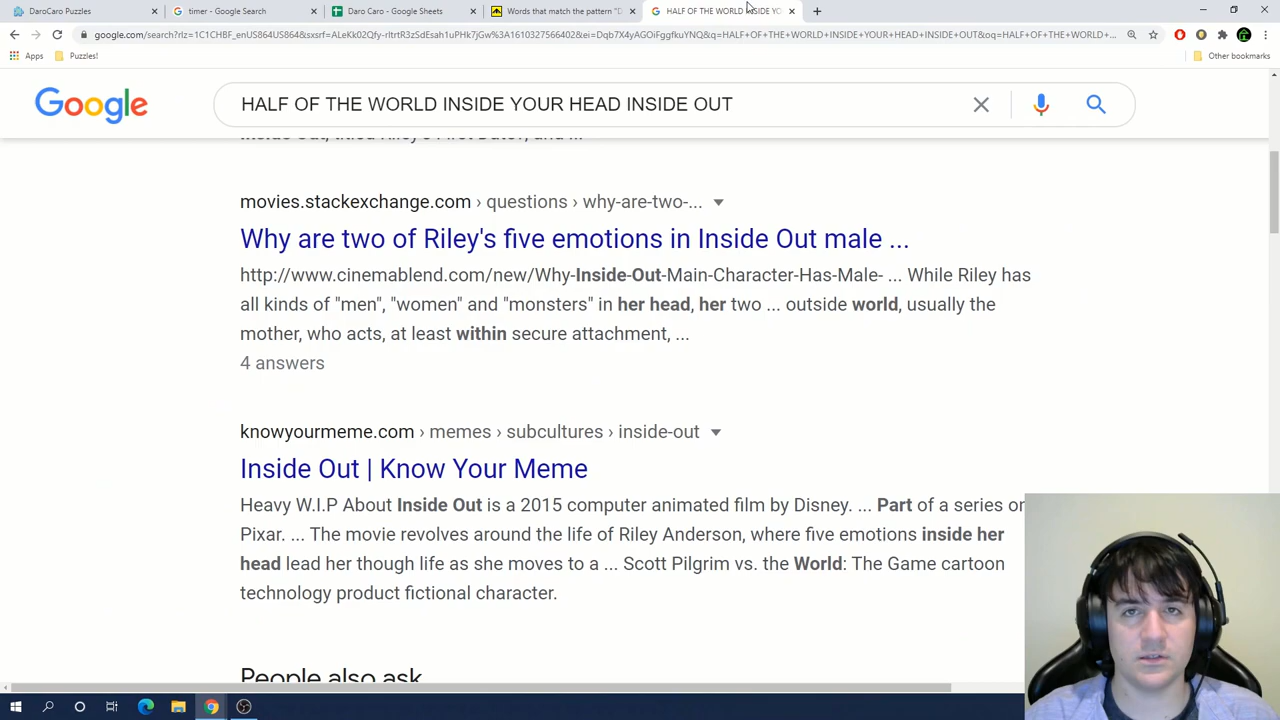 DaroCaro Puzzles
timer - Google Search
Daro Caro - Google Sheets
Words that match the pattern "D
HALF OF THE WORLD INSIDE YO
google.com/search?rlz=1C1CHBF_enUS864US864&sxsrf=ALeKk02Qfy-rltrtR3zSdEsah1uPHk7jGw%3A1610327566402&ei=Dqb7X4yAGOiFggfkuYNQ&q=HALF+OF+THE+WORLD+INSIDE+YOUR+HEAD+INSIDE+OUT&oq=HALF+OF+THE+WORLD+...
Apps
Puzzles!
Other bookmarks
Google
HALF OF THE WORLD INSIDE YOUR HEAD INSIDE OUT
Inside Out, titled Riley's First Date?, and ...
movies.stackexchange.com › questions › why-are-two-...
Why are two of Riley's five emotions in Inside Out male ...
http://www.cinemablend.com/new/Why-Inside-Out-Main-Character-Has-Male- ... While Riley has
all kinds of "men", "women" and "monsters" in her head, her two ... outside world, usually the
mother, who acts, at least within secure attachment, ...
4 answers
knowyourmeme.com › memes › subcultures › inside-out
Inside Out | Know Your Meme
Heavy W.I.P About Inside Out is a 2015 computer animated film by Disney. ... Part of a series on
Pixar. ... The movie revolves around the life of Riley Anderson, where five emotions inside her
head lead her though life as she moves to a ... Scott Pilgrim vs. the World: The Game cartoon
technology product fictional character.
People also ask